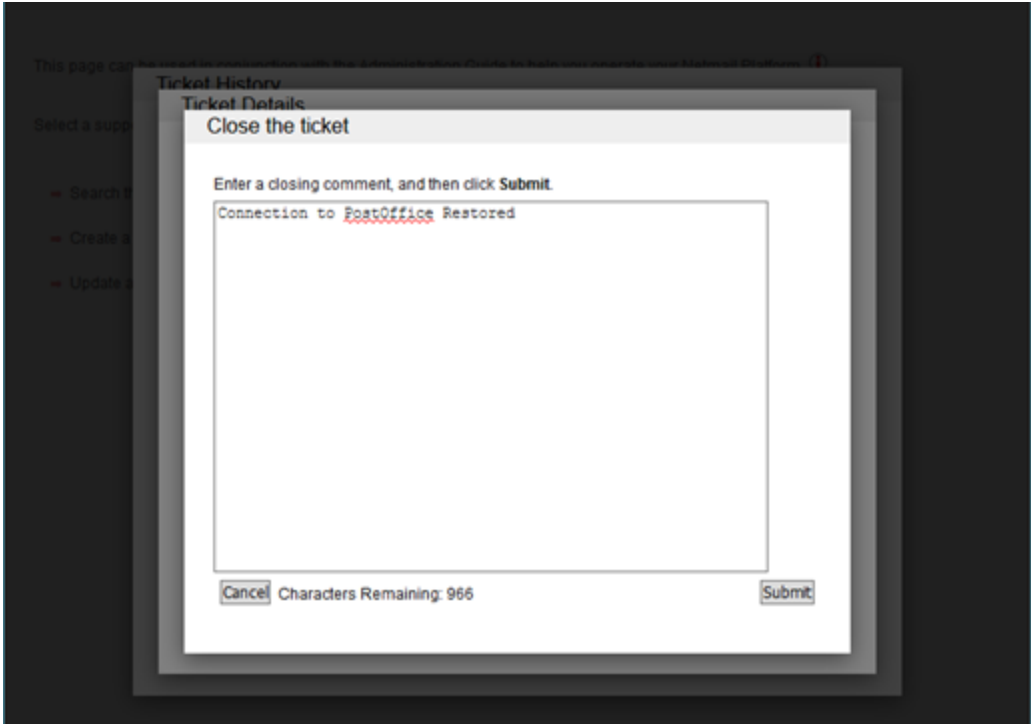 This page can be used in conjunction with the Administration Guide to help you operate your Netmail Platform.
Ticket History
Ticket Details
Select a supp
Close the ticket
Enter a closing comment, and then click Submit.
Connection to PostOffice Restored
Search th
Create a
Update a
Cancel Characters Remaining: 966 Submit